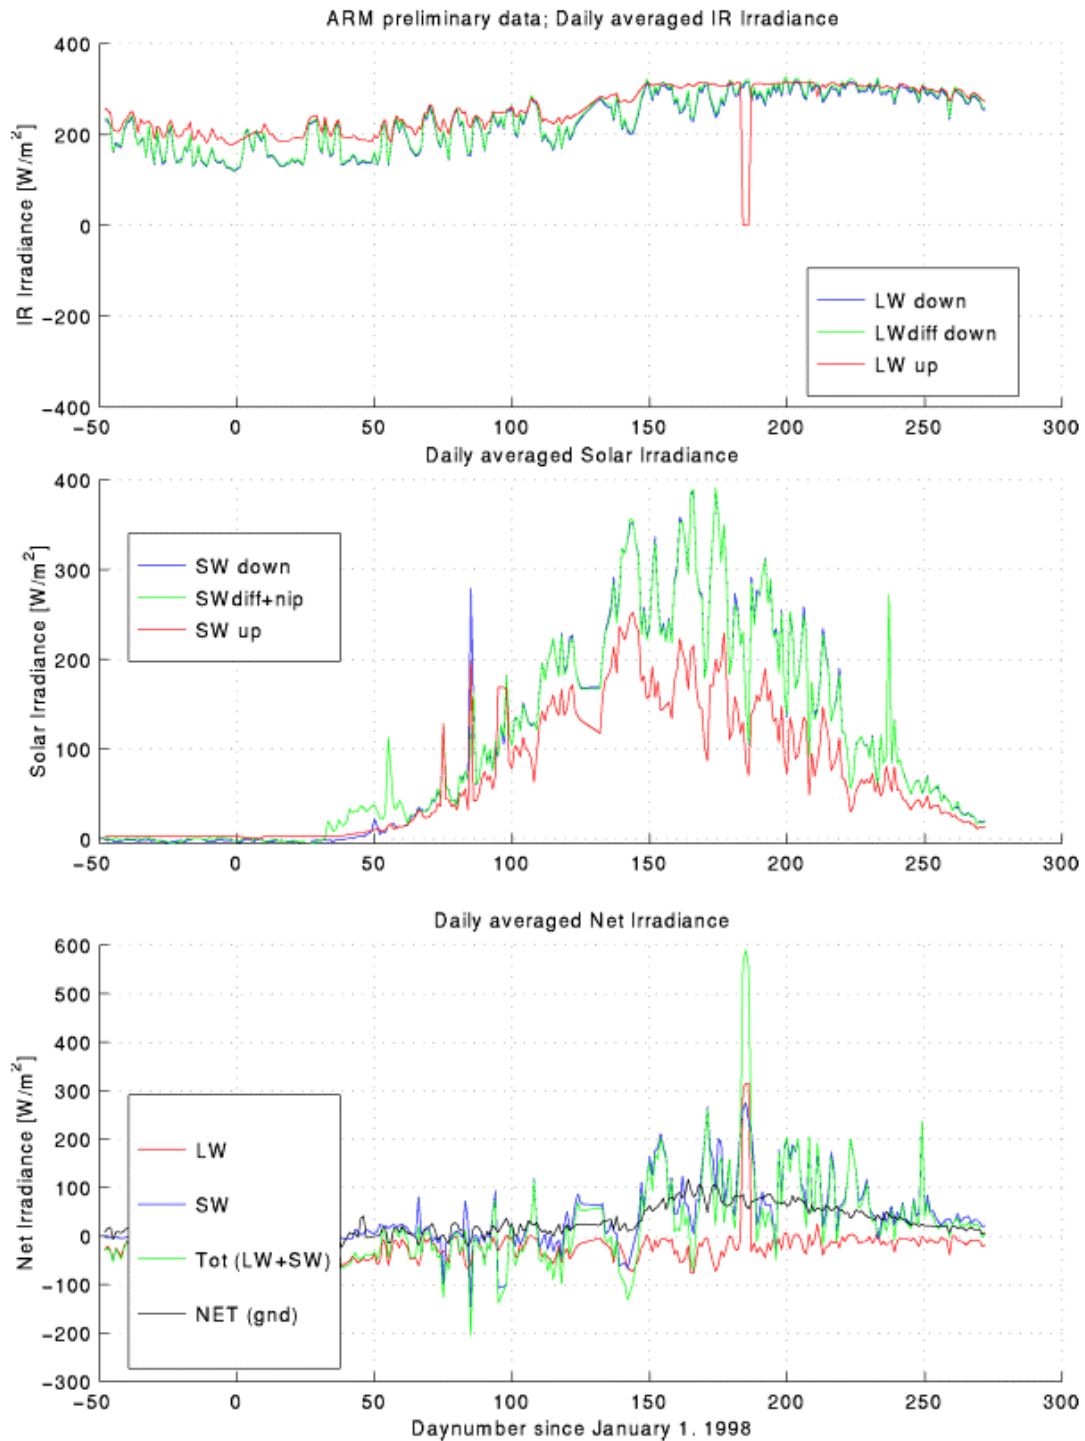 ARM preliminary data; Daily averaged IR Irradiance
IR Irradiance [W/m²]
400
200
0
−200
−400
−50 0 50 100 150 200 250 300
LW down
LWdiff down
LW up
Daily averaged Solar Irradiance
Solar Irradiance [W/m²]
400
300
200
100
0
−50 0 50 100 150 200 250 300
SW down
SWdiff+nip
SW up
Daily averaged Net Irradiance
Net Irradiance [W/m²]
600
500
400
300
200
100
0
−100
−200
−300
−50 0 50 100 150 200 250 300
LW
SW
Tot (LW+SW)
NET (gnd)
Daynumber since January 1. 1998